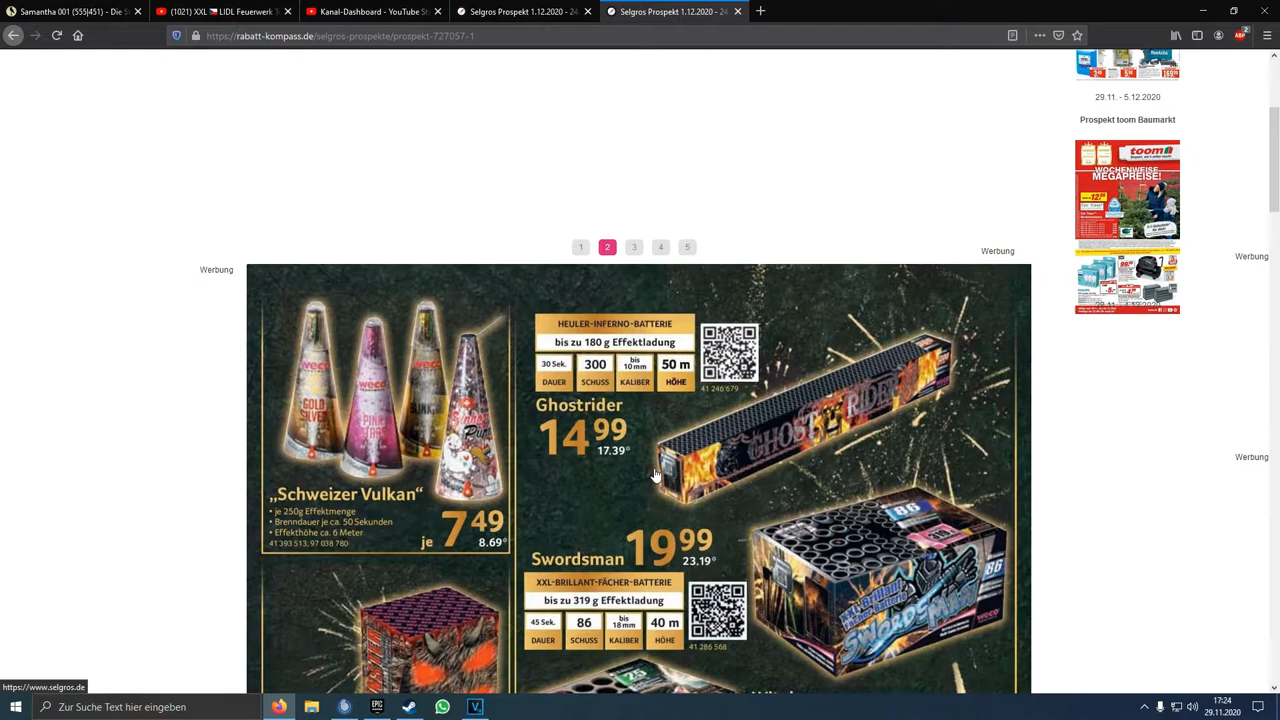 Samantha 001 (555|451) - Die S
(1021) XXL LIDL Feuerwerk T
Kanal-Dashboard - YouTube St
Selgros Prospekt 1.12.2020 - 24
Selgros Prospekt 1.12.2020 - 24
https://rabatt-kompass.de/selgros-prospekte/prospekt-727057-1
ABP
2
29.11. - 5.12.2020
Prospekt toom Baumarkt
toom
WOCHENWEISE
MEGAPREISE!
1 2 3 4 5
Werbung
Werbung
Werbung
Werbung
HEULER-INFERNO-BATTERIE
bis zu 180 g Effektladung
30 Sek. 300 bis 10 mm 50 m
DAUER SCHUSS KALIBER HÖHE
41 246 679
Ghostrider
14 99
17.39
GHOST RIDER
weco
weco
weco
GOLD
SILVER
PINK
STAR
„Schweizer Vulkan“
• je 250g Effektmenge
• Brenndauer je ca. 50 Sekunden
• Effekthöhe ca. 6 Meter
41 393 513, 97 038 780
je 7 49
8.69
Swordsman 19 99
23.19
XXL-BRILLANT-FÄCHER-BATTERIE
bis zu 319 g Effektladung
45 Sek. 86 bis 18 mm 40 m
DAUER SCHUSS KALIBER HÖHE
41 286 568
86
86
SWORDSMAN
weco
https://www.selgros.de
Zur Suche Text hier eingeben
EPIC
GAMES
17:24
29.11.2020